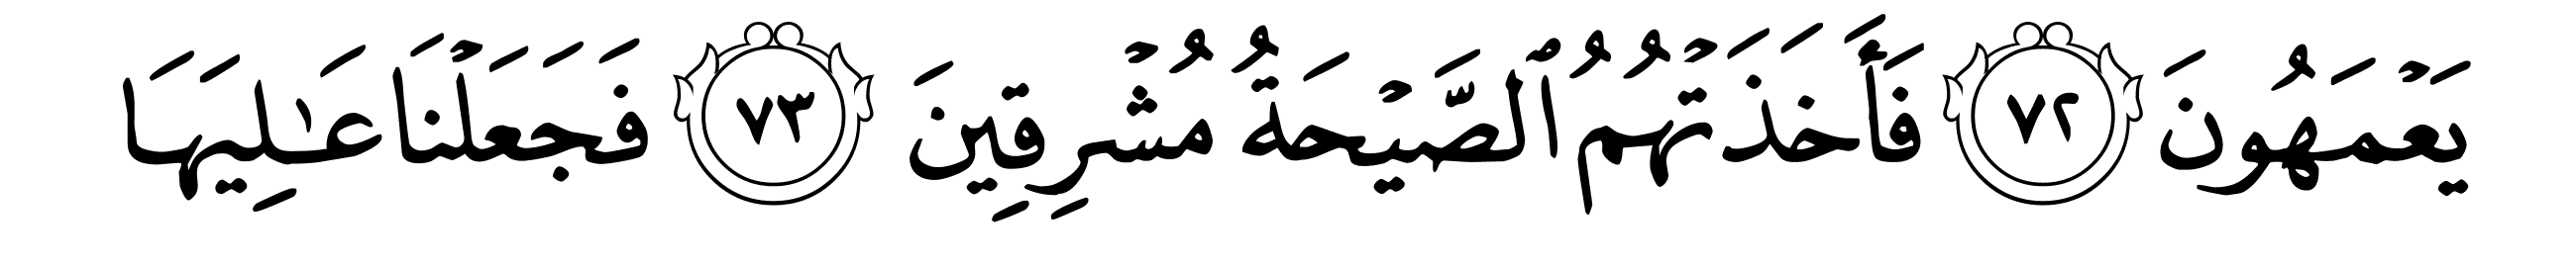 يَعْمَهُونَ ٧٢ فَأَخَذَتْهُمُ ٱلصَّيْحَةُ مُشْرِقِينَ ٧٣ فَجَعَلْنَا عَـٰلِيَهَا